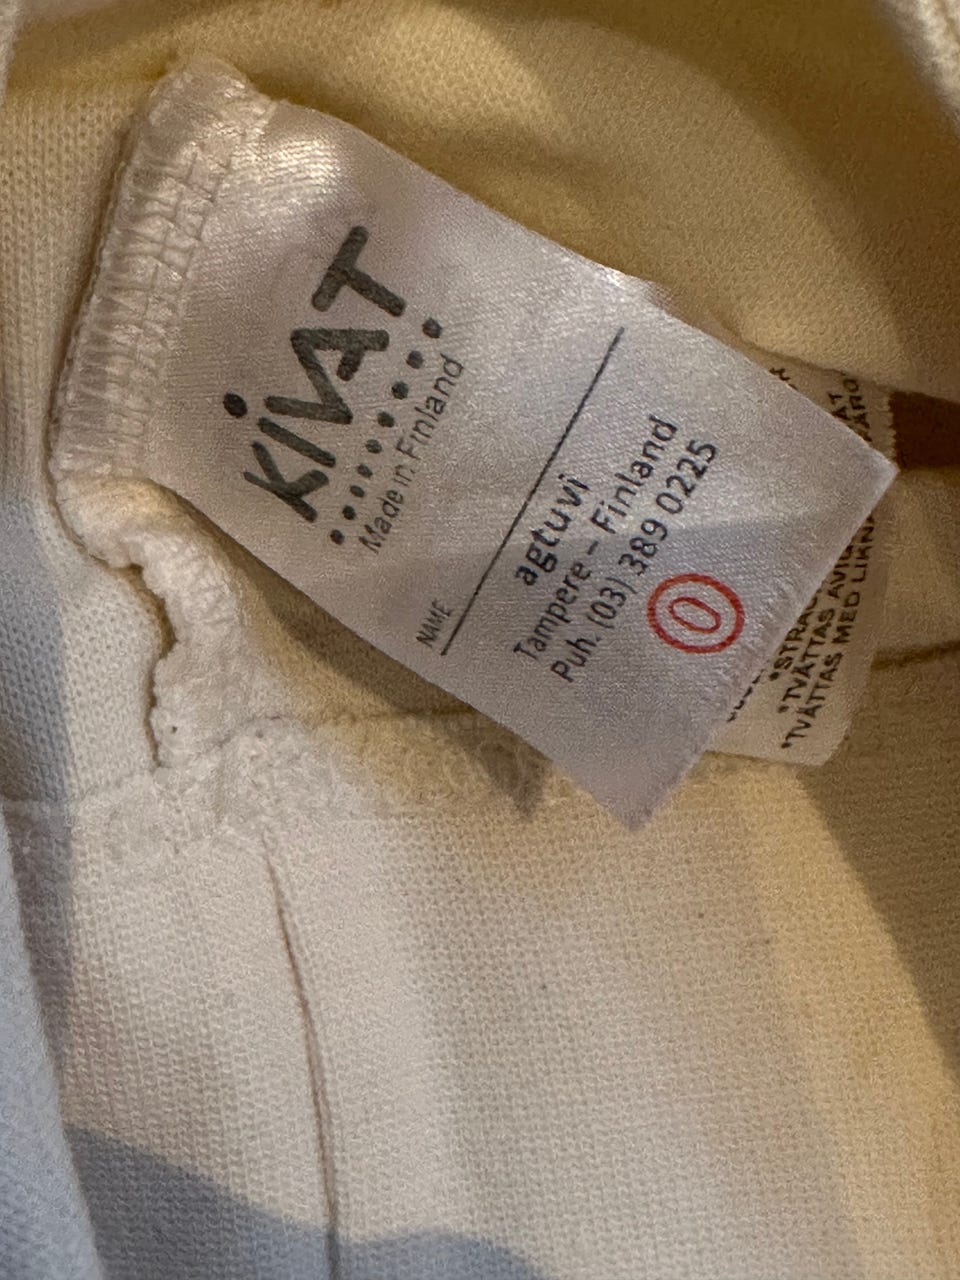 KIVAT
Made in Finland
NAME
agtuvi
Tampere – Finland
Puh. (03) 389 0225
0
*STRA
*TVÄTTAS AVIG
*TVÄTTAS MED LIKNA